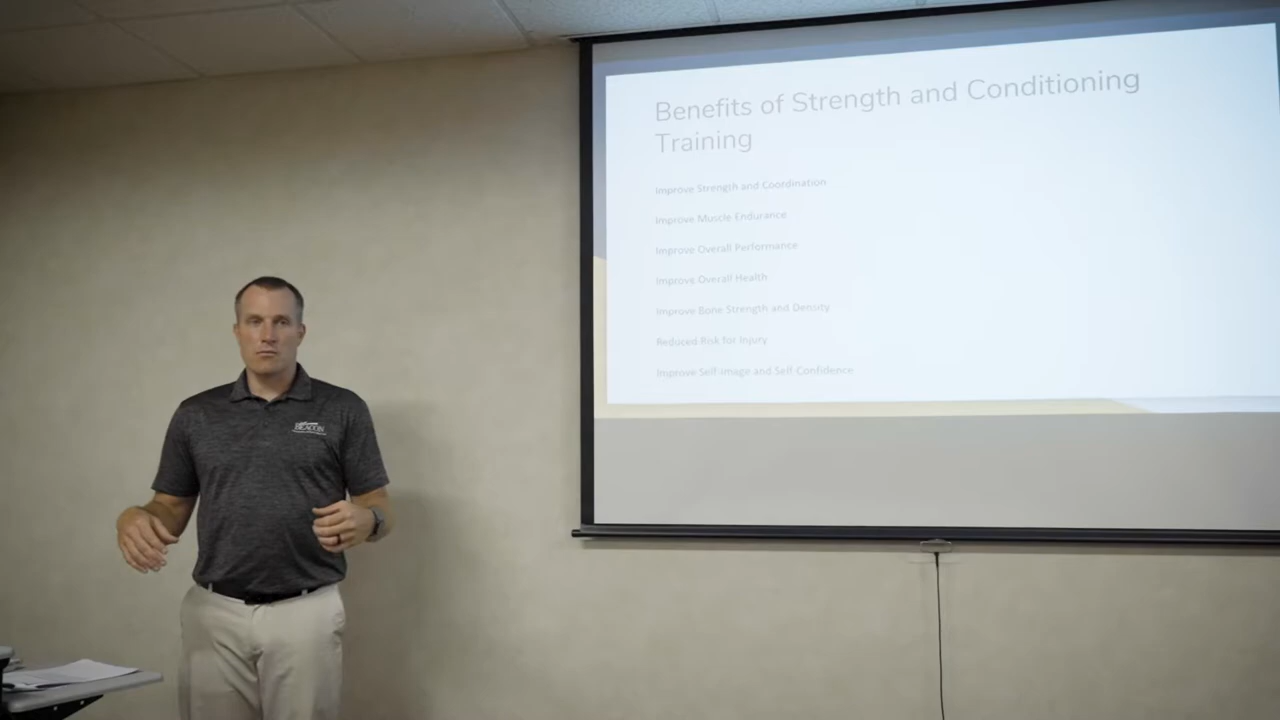 Benefits of Strength and Conditioning
Training
Improve Strength and Coordination
Improve Muscle Endurance
Improve Overall Performance
Improve Overall Health
Improve Bone Strength and Density
Reduced Risk for Injury
Improve Self-Image and Self-Confidence
BEACON